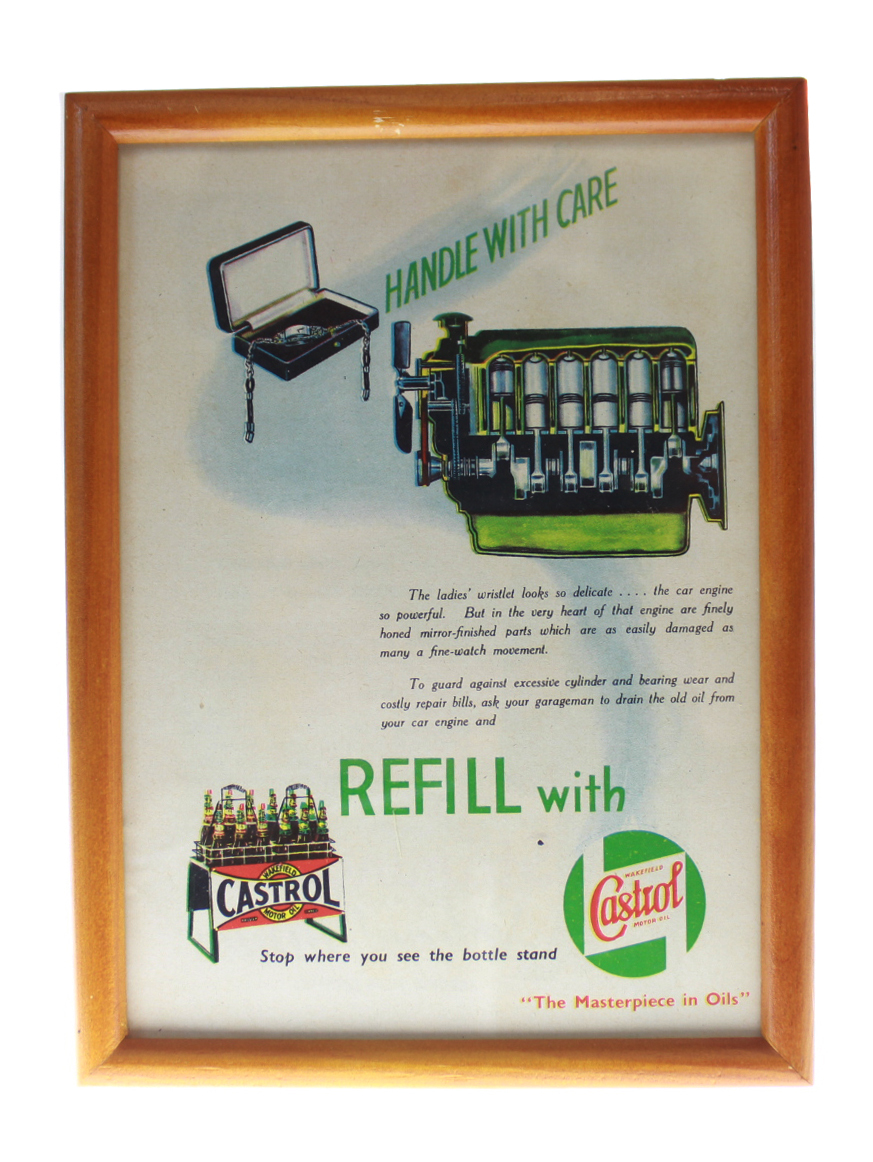 HANDLE WITH CARE
The ladies' wristlet looks so delicate .... the car engine
so powerful. But in the very heart of that engine are finely
honed mirror-finished parts which are as easily damaged as
many a fine-watch movement.
To guard against excessive cylinder and bearing wear and
costly repair bills, ask your garageman to drain the old oil from
your car engine and
REFILL with
WAKEFIELD
CASTROL
MOTOR OIL
WAKEFIELD
Castrol
MOTOR OIL
Stop where you see the bottle stand
"The Masterpiece in Oils"